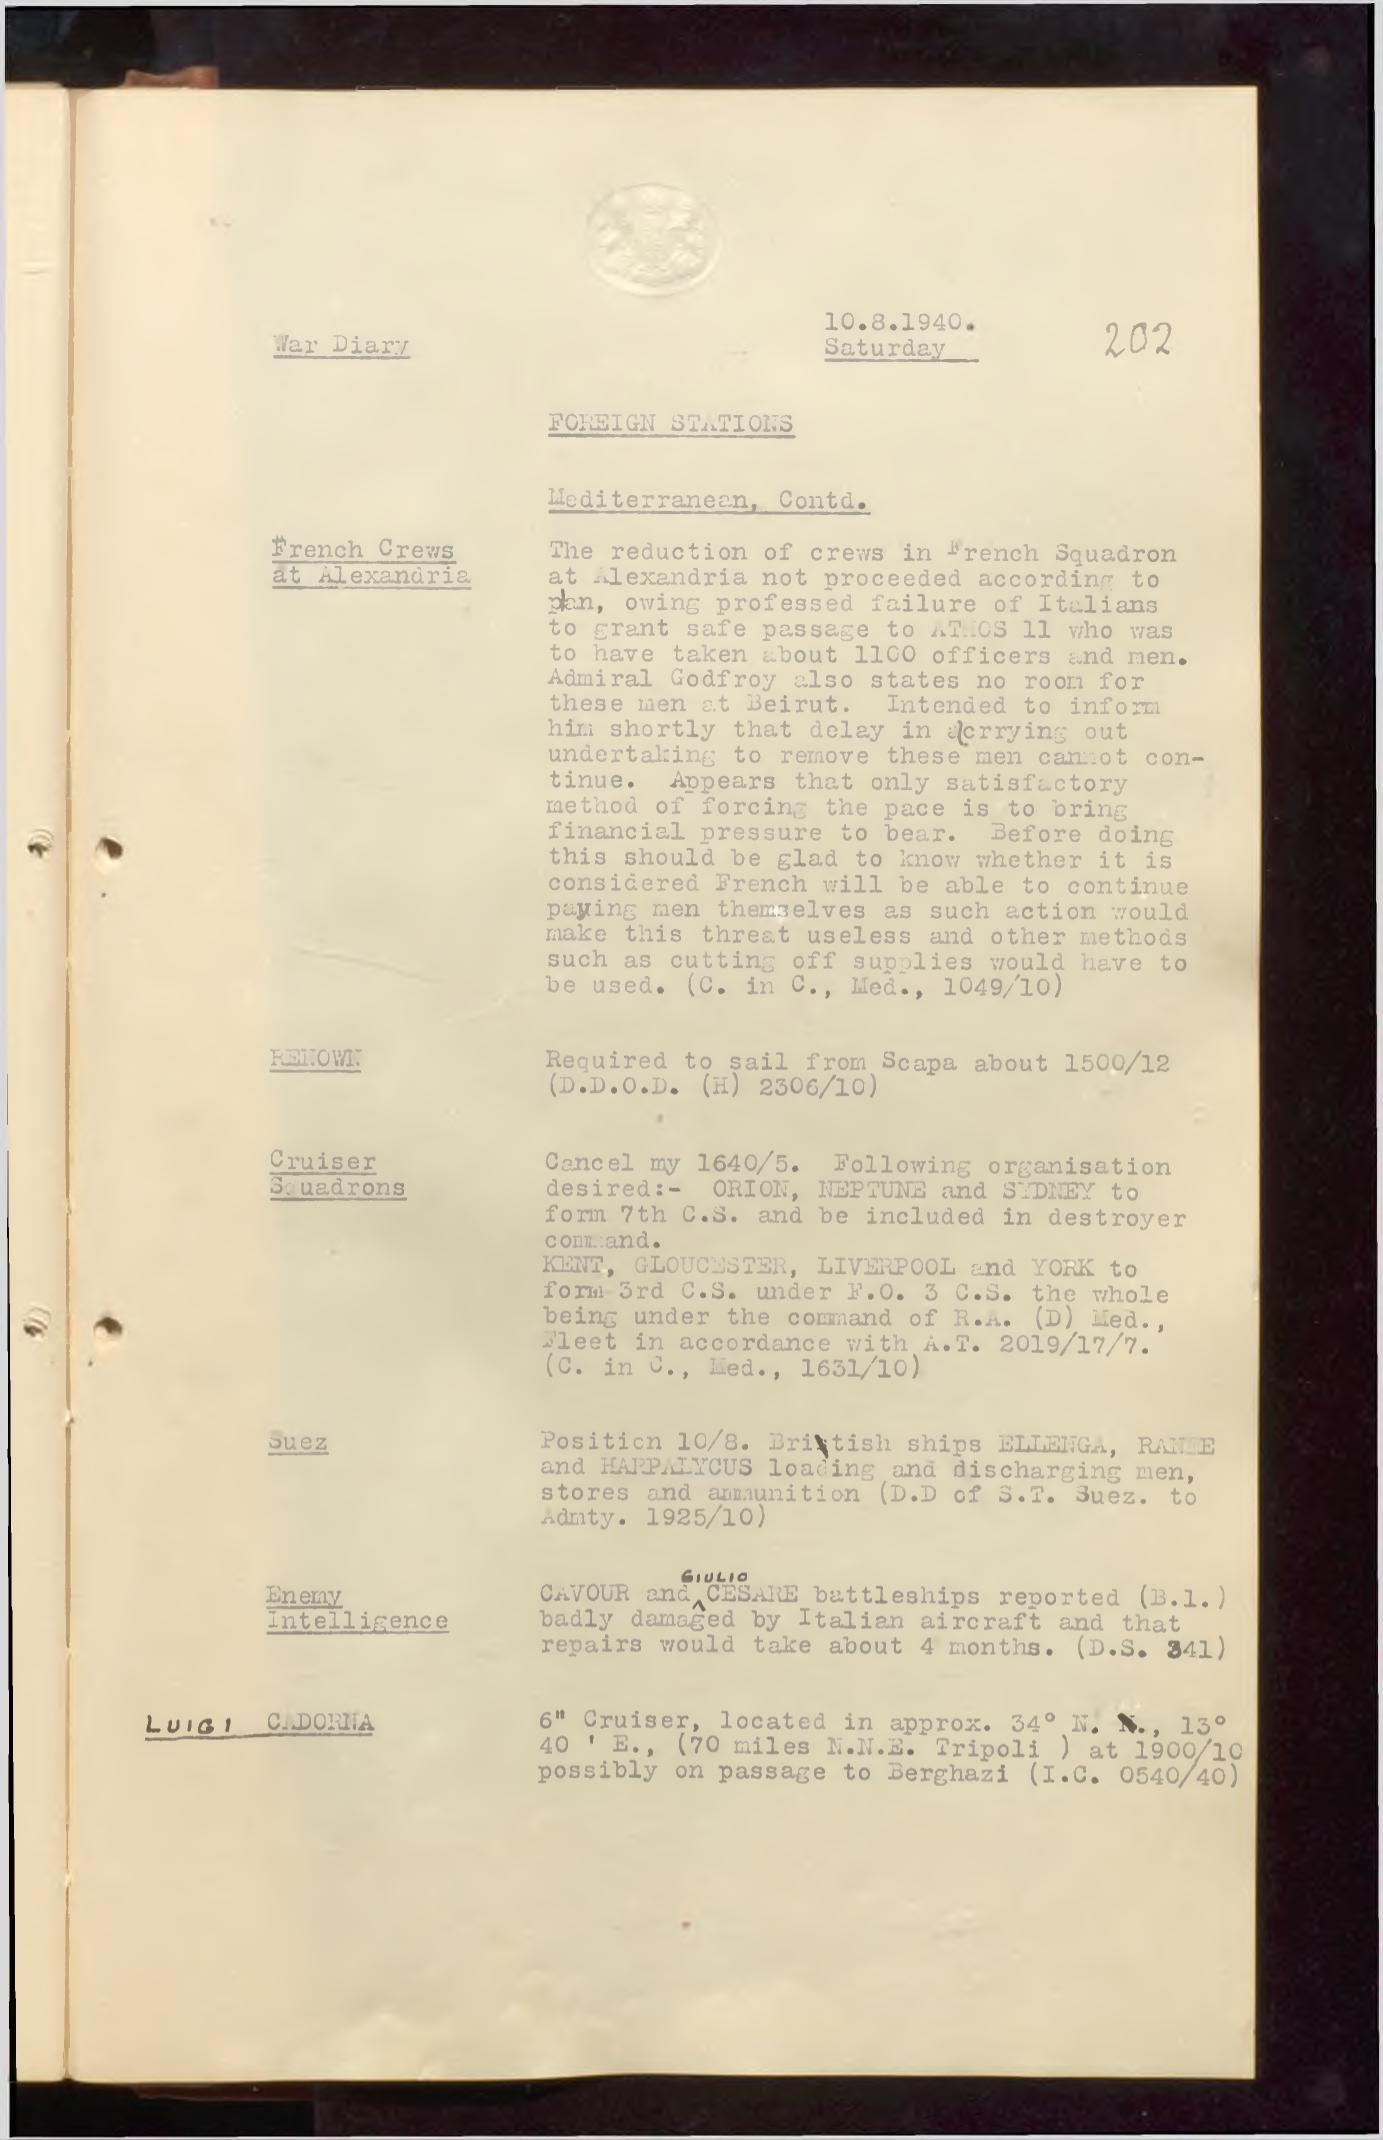 10.8.1940.
War Diary
Saturday
202
FOREIGN STATIONS
Mediterranean, Contd.
French Crews
at Alexandria
The reduction of crews in French Squadron
at Alexandria not proceeded according to
plan, owing professed failure of Italians
to grant safe passage to ATHOS 11 who was
to have taken about 1100 officers and men.
Admiral Godfroy also states no room for
these men at Beirut. Intended to inform
him shortly that delay in carrying out
undertaking to remove these men cannot con-
tinue. Appears that only satisfactory
method of forcing the pace is to bring
financial pressure to bear. Before doing
this should be glad to know whether it is
considered French will be able to continue
paying men themselves as such action would
make this threat useless and other methods
such as cutting off supplies would have to
be used. (C. in C., Med., 1049/10)
RENOWN
Required to sail from Scapa about 1500/12
(D.D.O.D. (H) 2306/10)
Cruiser
Squadrons
Cancel my 1640/5. Following organisation
desired:- ORION, NEPTUNE and SYDNEY to
form 7th C.S. and be included in destroyer
command.
KENT, GLOUCESTER, LIVERPOOL and YORK to
form 3rd C.S. under F.O. 3 C.S. the whole
being under the command of R.A. (D) Med.,
Fleet in accordance with A.T. 2019/17/7.
(C. in C., Med., 1631/10)
Suez
Position 10/8. British ships ELLENGA, RANEE
and HARPALYCUS loading and discharging men,
stores and ammunition (D.D of S.T. Suez. to
Admty. 1925/10)
Enemy
Intelligence
GIULIO
CAVOUR and CESARE battleships reported (B.1.)
badly damaged by Italian aircraft and that
repairs would take about 4 months. (D.S. 341)
LUIGI CADORNA
6" Cruiser, located in approx. 34° N. N., 13°
40 ' E., (70 miles N.N.E. Tripoli ) at 1900/10
possibly on passage to Berghazi (I.C. 0540/40)